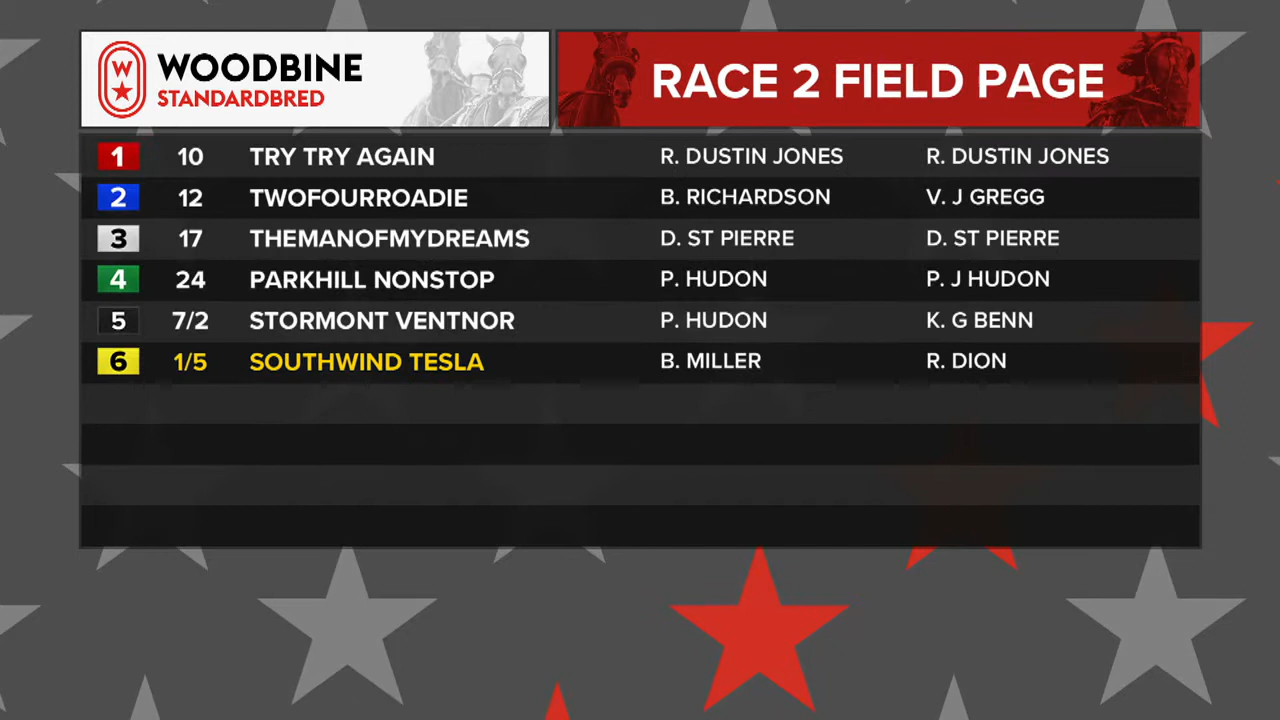 W
WOODBINE
STANDARDBRED
RACE 2 FIELD PAGE
1 10 TRY TRY AGAIN R. DUSTIN JONES R. DUSTIN JONES
2 12 TWOFOURROADIE B. RICHARDSON V. J GREGG
3 17 THEMANOFMYDREAMS D. ST PIERRE D. ST PIERRE
4 24 PARKHILL NONSTOP P. HUDON P. J HUDON
5 7/2 STORMONT VENTNOR P. HUDON K. G BENN
6 1/5 SOUTHWIND TESLA B. MILLER R. DION